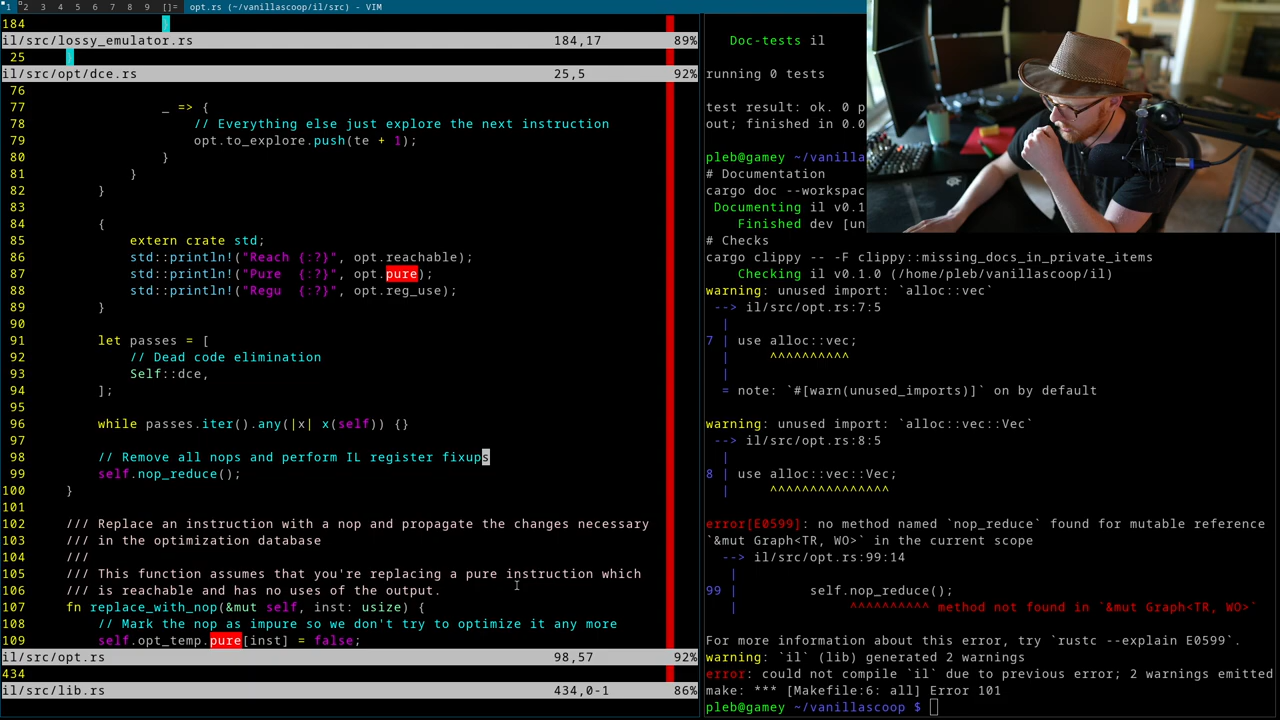 1 2 3 4 5 6 7 8 9 []= opt.rs (~/vanillascoop/il/src) - VIM
184 }
il/src/lossy_emulator.rs 184,17 89%
25 }
il/src/opt/dce.rs 25,5 92%
76
77 _ => {
78 // Everything else just explore the next instruction
79 opt.to_explore.push(te + 1);
80 }
81 }
82 }
83
84 {
85 extern crate std;
86 std::println!("Reach {:?}", opt.reachable);
87 std::println!("Pure  {:?}", opt.pure);
88 std::println!("Regu  {:?}", opt.reg_use);
89 }
90
91 let passes = [
92 // Dead code elimination
93 Self::dce,
94 ];
95
96 while passes.iter().any(|x| x(self)) {}
97
98 // Remove all nops and perform IL register fixups
99 self.nop_reduce();
100 }
101
102 /// Replace an instruction with a nop and propagate the changes necessary
103 /// in the optimization database
104 ///
105 /// This function assumes that you're replacing a pure instruction which
106 /// is reachable and has no uses of the output.
107 fn replace_with_nop(&mut self, inst: usize) {
108 // Mark the nop as impure so we don't try to optimize it any more
109 self.opt_temp.pure[inst] = false;
il/src/opt.rs 98,57 92%
434
il/src/lib.rs 434,0-1 86%
Doc-tests il
running 0 tests
test result: ok. 0 p
out; finished in 0.0
pleb@gamey ~/vanilla
# Documentation
cargo doc --workspac
Documenting il v0.1
Finished dev [un
# Checks
cargo clippy -- -F clippy::missing_docs_in_private_items
Checking il v0.1.0 (/home/pleb/vanillascoop/il)
warning: unused import: `alloc::vec`
--> il/src/opt.rs:7:5
|
7 | use alloc::vec;
| ^^^^^^^^^^
|
= note: `#[warn(unused_imports)]` on by default
warning: unused import: `alloc::vec::Vec`
--> il/src/opt.rs:8:5
|
8 | use alloc::vec::Vec;
| ^^^^^^^^^^^^^^^
error[E0599]: no method named `nop_reduce` found for mutable reference
`&mut Graph<TR, WO>` in the current scope
--> il/src/opt.rs:99:14
|
99 | self.nop_reduce();
| ^^^^^^^^^^ method not found in `&mut Graph<TR, WO>`
For more information about this error, try `rustc --explain E0599`.
warning: `il` (lib) generated 2 warnings
error: could not compile `il` due to previous error; 2 warnings emitted
make: *** [Makefile:6: all] Error 101
pleb@gamey ~/vanillascoop $